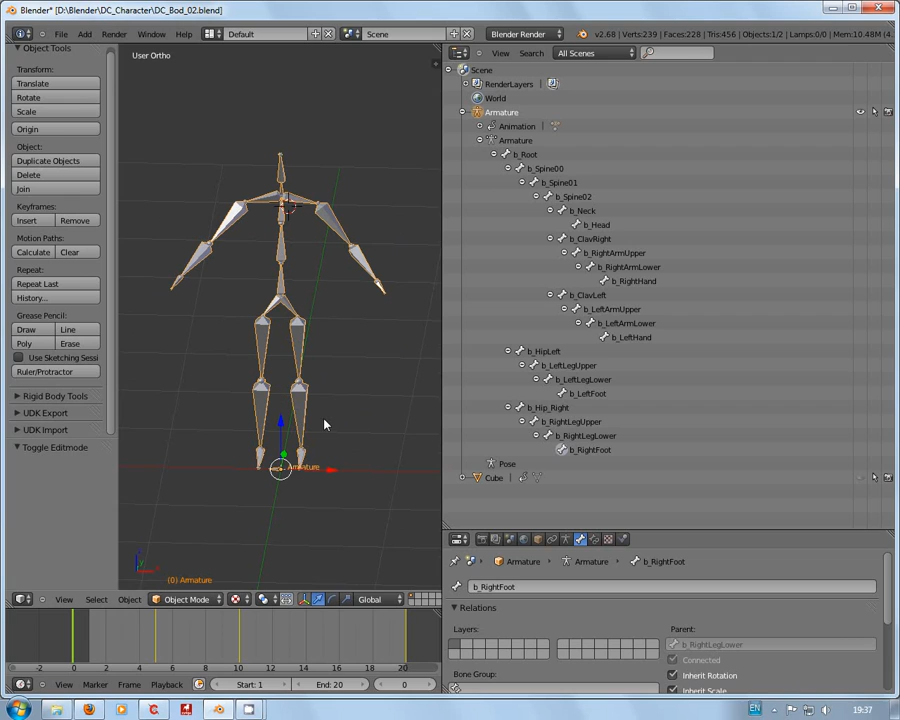 Blender* [D:\Blender\DC_Character\DC_Bod_02.blend]
File Add Render Window Help Default Scene Blender Render v2.68 | Verts:239 | Faces:228 | Tris:456 | Objects:1/2 | Lamps:0/0 | Mem:10.48M
Object Tools
Transform:
Translate
Rotate
Scale
Origin
Object:
Duplicate Objects
Delete
Join
Keyframes:
Insert Remove
Motion Paths:
Calculate Clear
Repeat:
Repeat Last
History...
Grease Pencil:
Draw Line
Poly Erase
Use Sketching Sessi
Ruler/Protractor
Rigid Body Tools
UDK Export
UDK Import
Toggle Editmode
User Ortho
Armature
(0) Armature
View Select Object Object Mode Global
-2 0 2 4 6 8 10 12 14 16 18 20
View Marker Frame Playback Start: 1 End: 20 0
View Search All Scenes
Scene
RenderLayers
World
Armature
Animation
Armature
b_Root
b_Spine00
b_Spine01
b_Spine02
b_Neck
b_Head
b_ClavRight
b_RightArmUpper
b_RightArmLower
b_RightHand
b_ClavLeft
b_LeftArmUpper
b_LeftArmLower
b_LeftHand
b_HipLeft
b_LeftLegUpper
b_LeftLegLower
b_LeftFoot
b_Hip_Right
b_RightLegUpper
b_RightLegLower
b_RightFoot
Pose
Cube
Armature Armature b_RightFoot
b_RightFoot
Relations
Layers:
Parent:
b_RightLegLower
Connected
Bone Group:
Inherit Rotation
Inherit Scale
EN 19:37